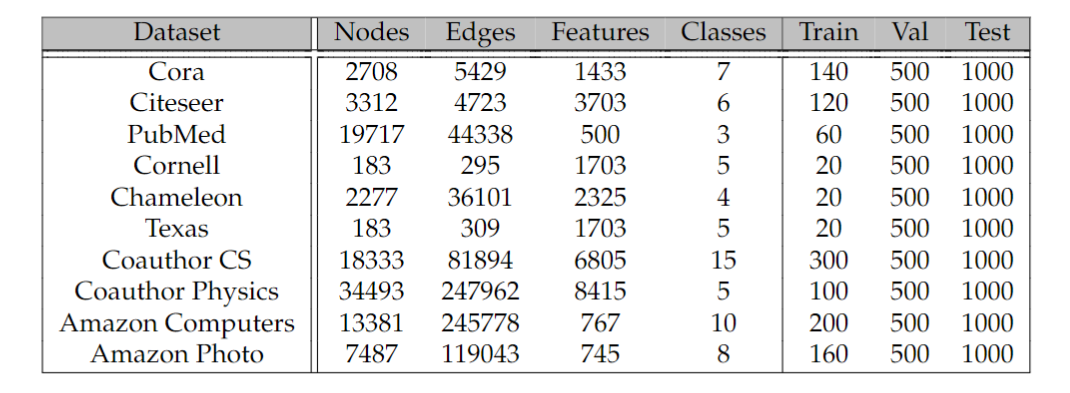 Dataset Nodes Edges Features Classes Train Val Test
Cora 2708 5429 1433 7 140 500 1000
Citeseer 3312 4723 3703 6 120 500 1000
PubMed 19717 44338 500 3 60 500 1000
Cornell 183 295 1703 5 20 500 1000
Chameleon 2277 36101 2325 4 20 500 1000
Texas 183 309 1703 5 20 500 1000
Coauthor CS 18333 81894 6805 15 300 500 1000
Coauthor Physics 34493 247962 8415 5 100 500 1000
Amazon Computers 13381 245778 767 10 200 500 1000
Amazon Photo 7487 119043 745 8 160 500 1000